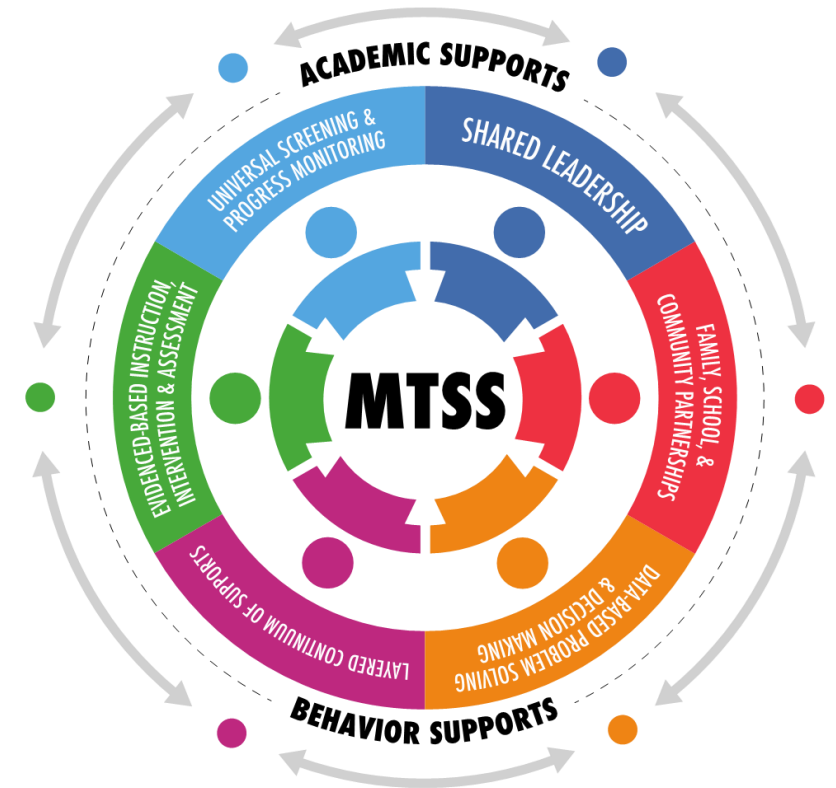 ACADEMIC SUPPORTS
UNIVERSAL SCREENING &
PROGRESS MONITORING
SHARED LEADERSHIP
FAMILY, SCHOOL, &
COMMUNITY PARTNERSHIPS
DATA-BASED PROBLEM SOLVING
& DECISION MAKING
LAYERED CONTINUUM OF SUPPORTS
EVIDENCED-BASED INSTRUCTION,
INTERVENTION & ASSESSMENT
MTSS
BEHAVIOR SUPPORTS